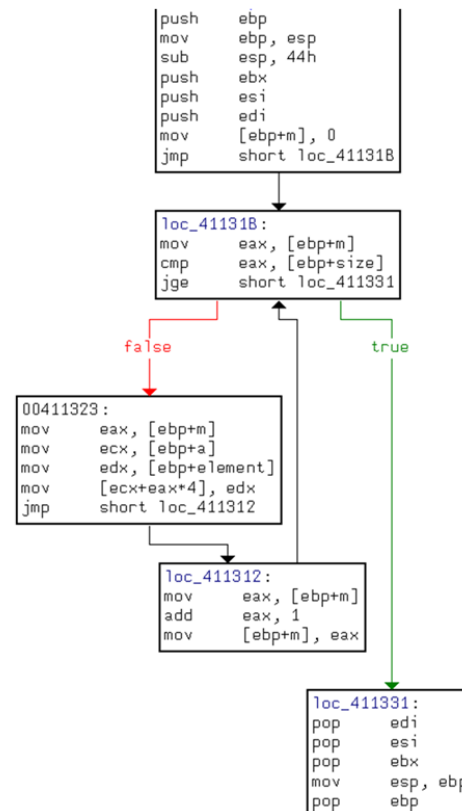 push ebp
mov ebp, esp
sub esp, 44h
push ebx
push esi
push edi
mov [ebp+m], 0
jmp short loc_41131B
loc_41131B:
mov eax, [ebp+m]
cmp eax, [ebp+size]
jge short loc_411331
false
true
00411323:
mov eax, [ebp+m]
mov ecx, [ebp+a]
mov edx, [ebp+element]
mov [ecx+eax*4], edx
jmp short loc_411312
loc_411312:
mov eax, [ebp+m]
add eax, 1
mov [ebp+m], eax
loc_411331:
pop edi
pop esi
pop ebx
mov esp, ebp
pop ebp